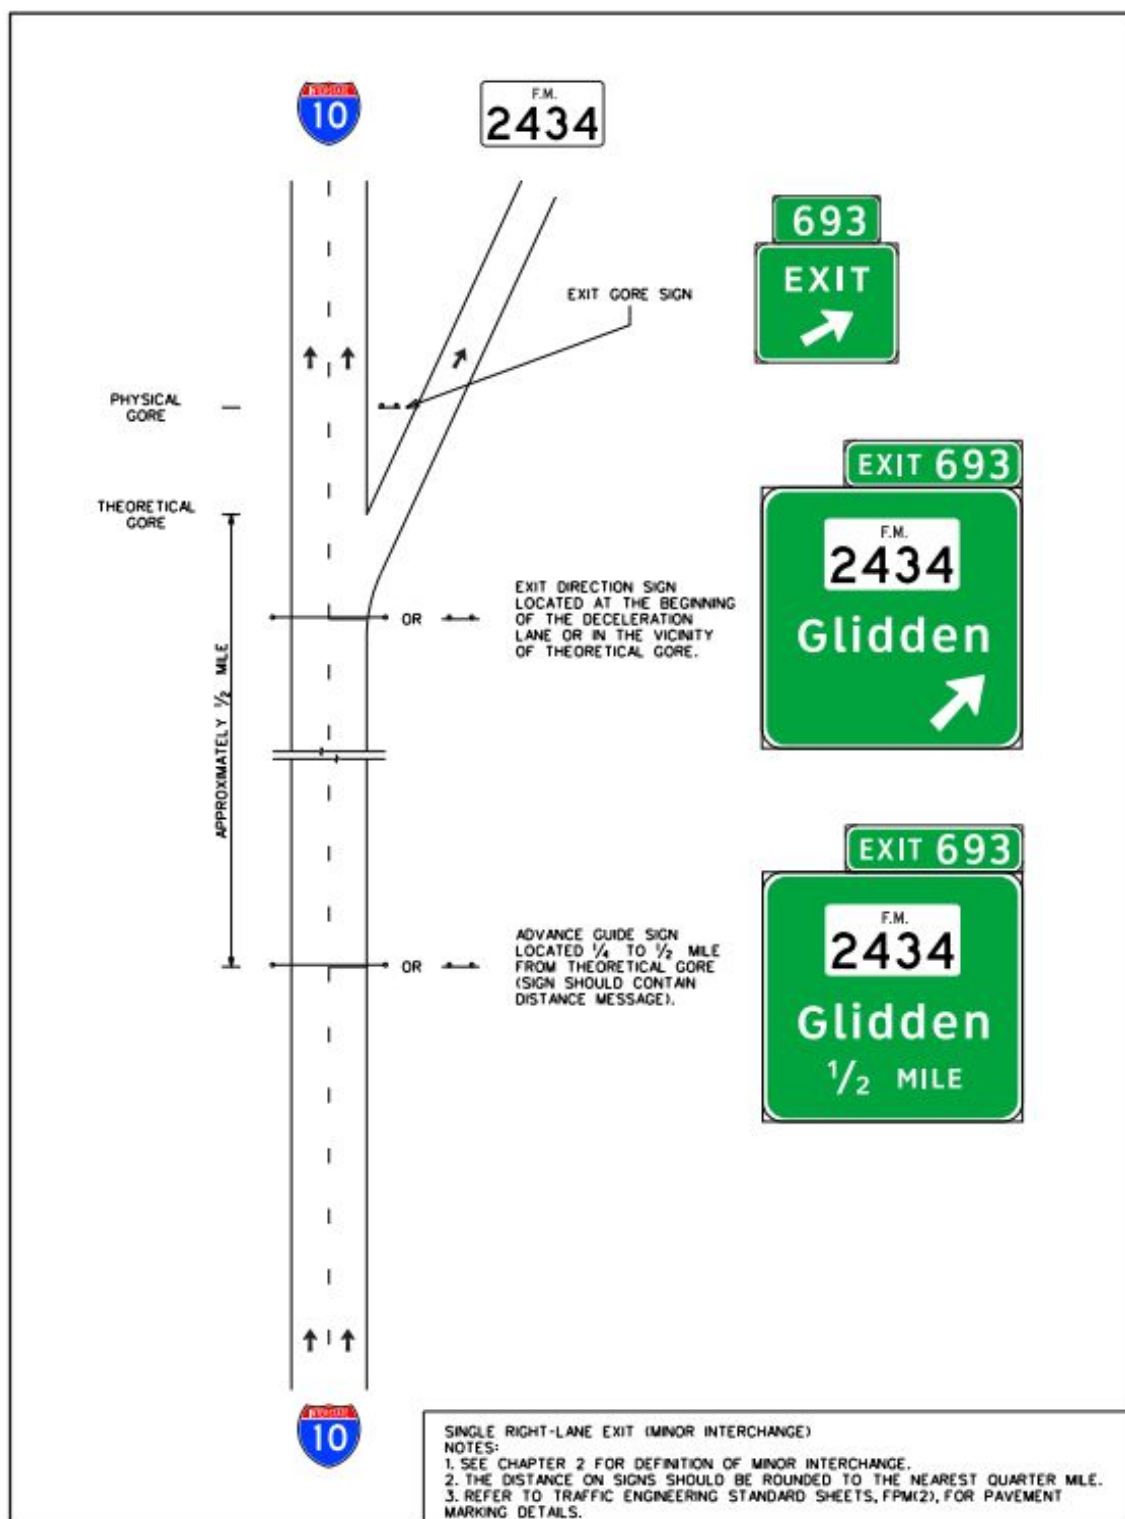 INTERSTATE
10
F.M.
2434
693
EXIT
EXIT GORE SIGN
PHYSICAL
GORE
EXIT 693
F.M.
2434
Glidden
THEORETICAL
GORE
EXIT DIRECTION SIGN
LOCATED AT THE BEGINNING
OF THE DECELERATION
LANE OR IN THE VICINITY
OF THEORETICAL GORE.
OR
APPROXIMATELY 1/2 MILE
EXIT 693
F.M.
2434
Glidden
1/2 MILE
ADVANCE GUIDE SIGN
LOCATED 1/4 TO 1/2 MILE
FROM THEORETICAL GORE
(SIGN SHOULD CONTAIN
DISTANCE MESSAGE).
OR
INTERSTATE
10
SINGLE RIGHT-LANE EXIT (MINOR INTERCHANGE)
NOTES:
1. SEE CHAPTER 2 FOR DEFINITION OF MINOR INTERCHANGE.
2. THE DISTANCE ON SIGNS SHOULD BE ROUNDED TO THE NEAREST QUARTER MILE.
3. REFER TO TRAFFIC ENGINEERING STANDARD SHEETS, FPM(2), FOR PAVEMENT
MARKING DETAILS.